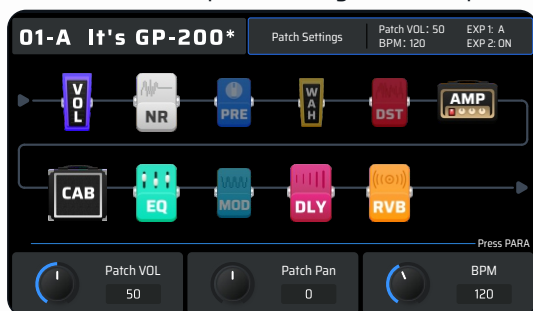 01-A It's GP-200*
Patch Settings
Patch VOL: 50
BPM: 120
EXP 1: A
EXP 2: ON
VOL
NR
PRE
WAH
DST
AMP
CAB
EQ
MOD
DLY
RVB
Press PARA
Patch VOL
50
Patch Pan
0
BPM
120